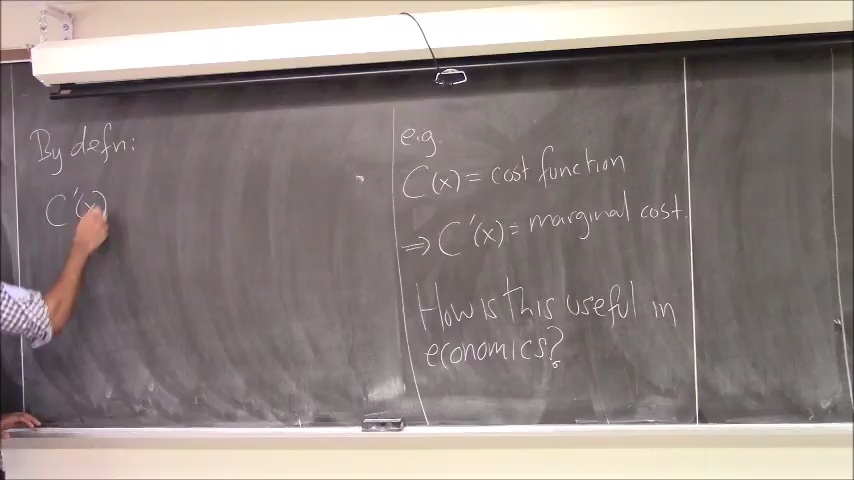 By defn:
C'(x)
e.g.
C(x) = cost function
⇒ C'(x) = marginal cost.
How is this useful in
economics?